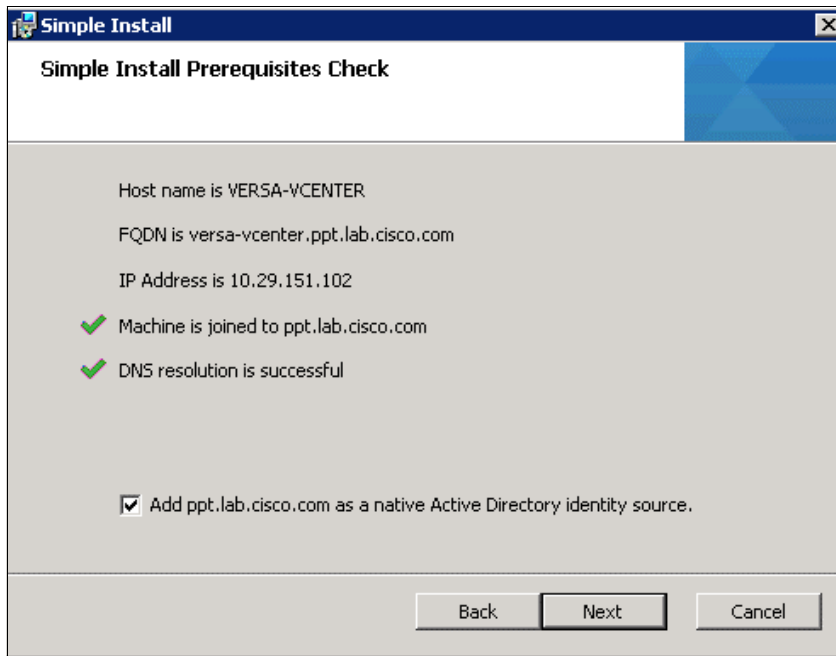 Simple Install
Simple Install Prerequisites Check
Host name is VERSA-VCENTER
FQDN is versa-vcenter.ppt.lab.cisco.com
IP Address is 10.29.151.102
Machine is joined to ppt.lab.cisco.com
DNS resolution is successful
Add ppt.lab.cisco.com as a native Active Directory identity source.
Back Next Cancel